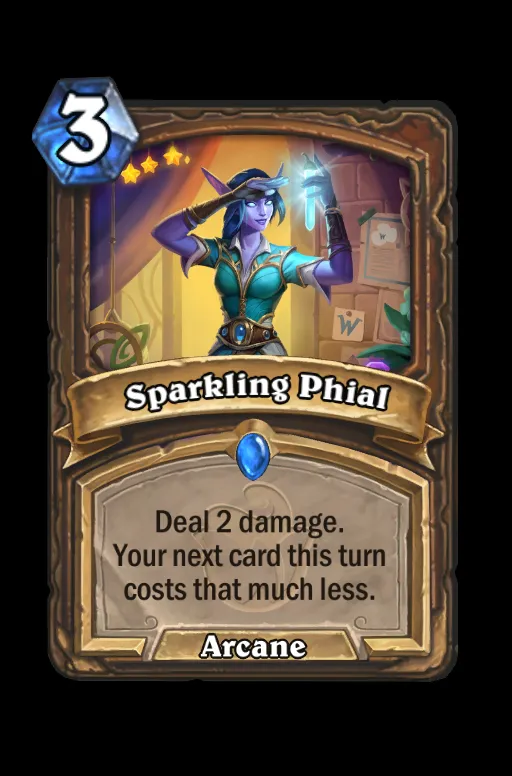 3
W
Sparkling Phial
Deal 2 damage.
Your next card this turn
costs that much less.
Arcane